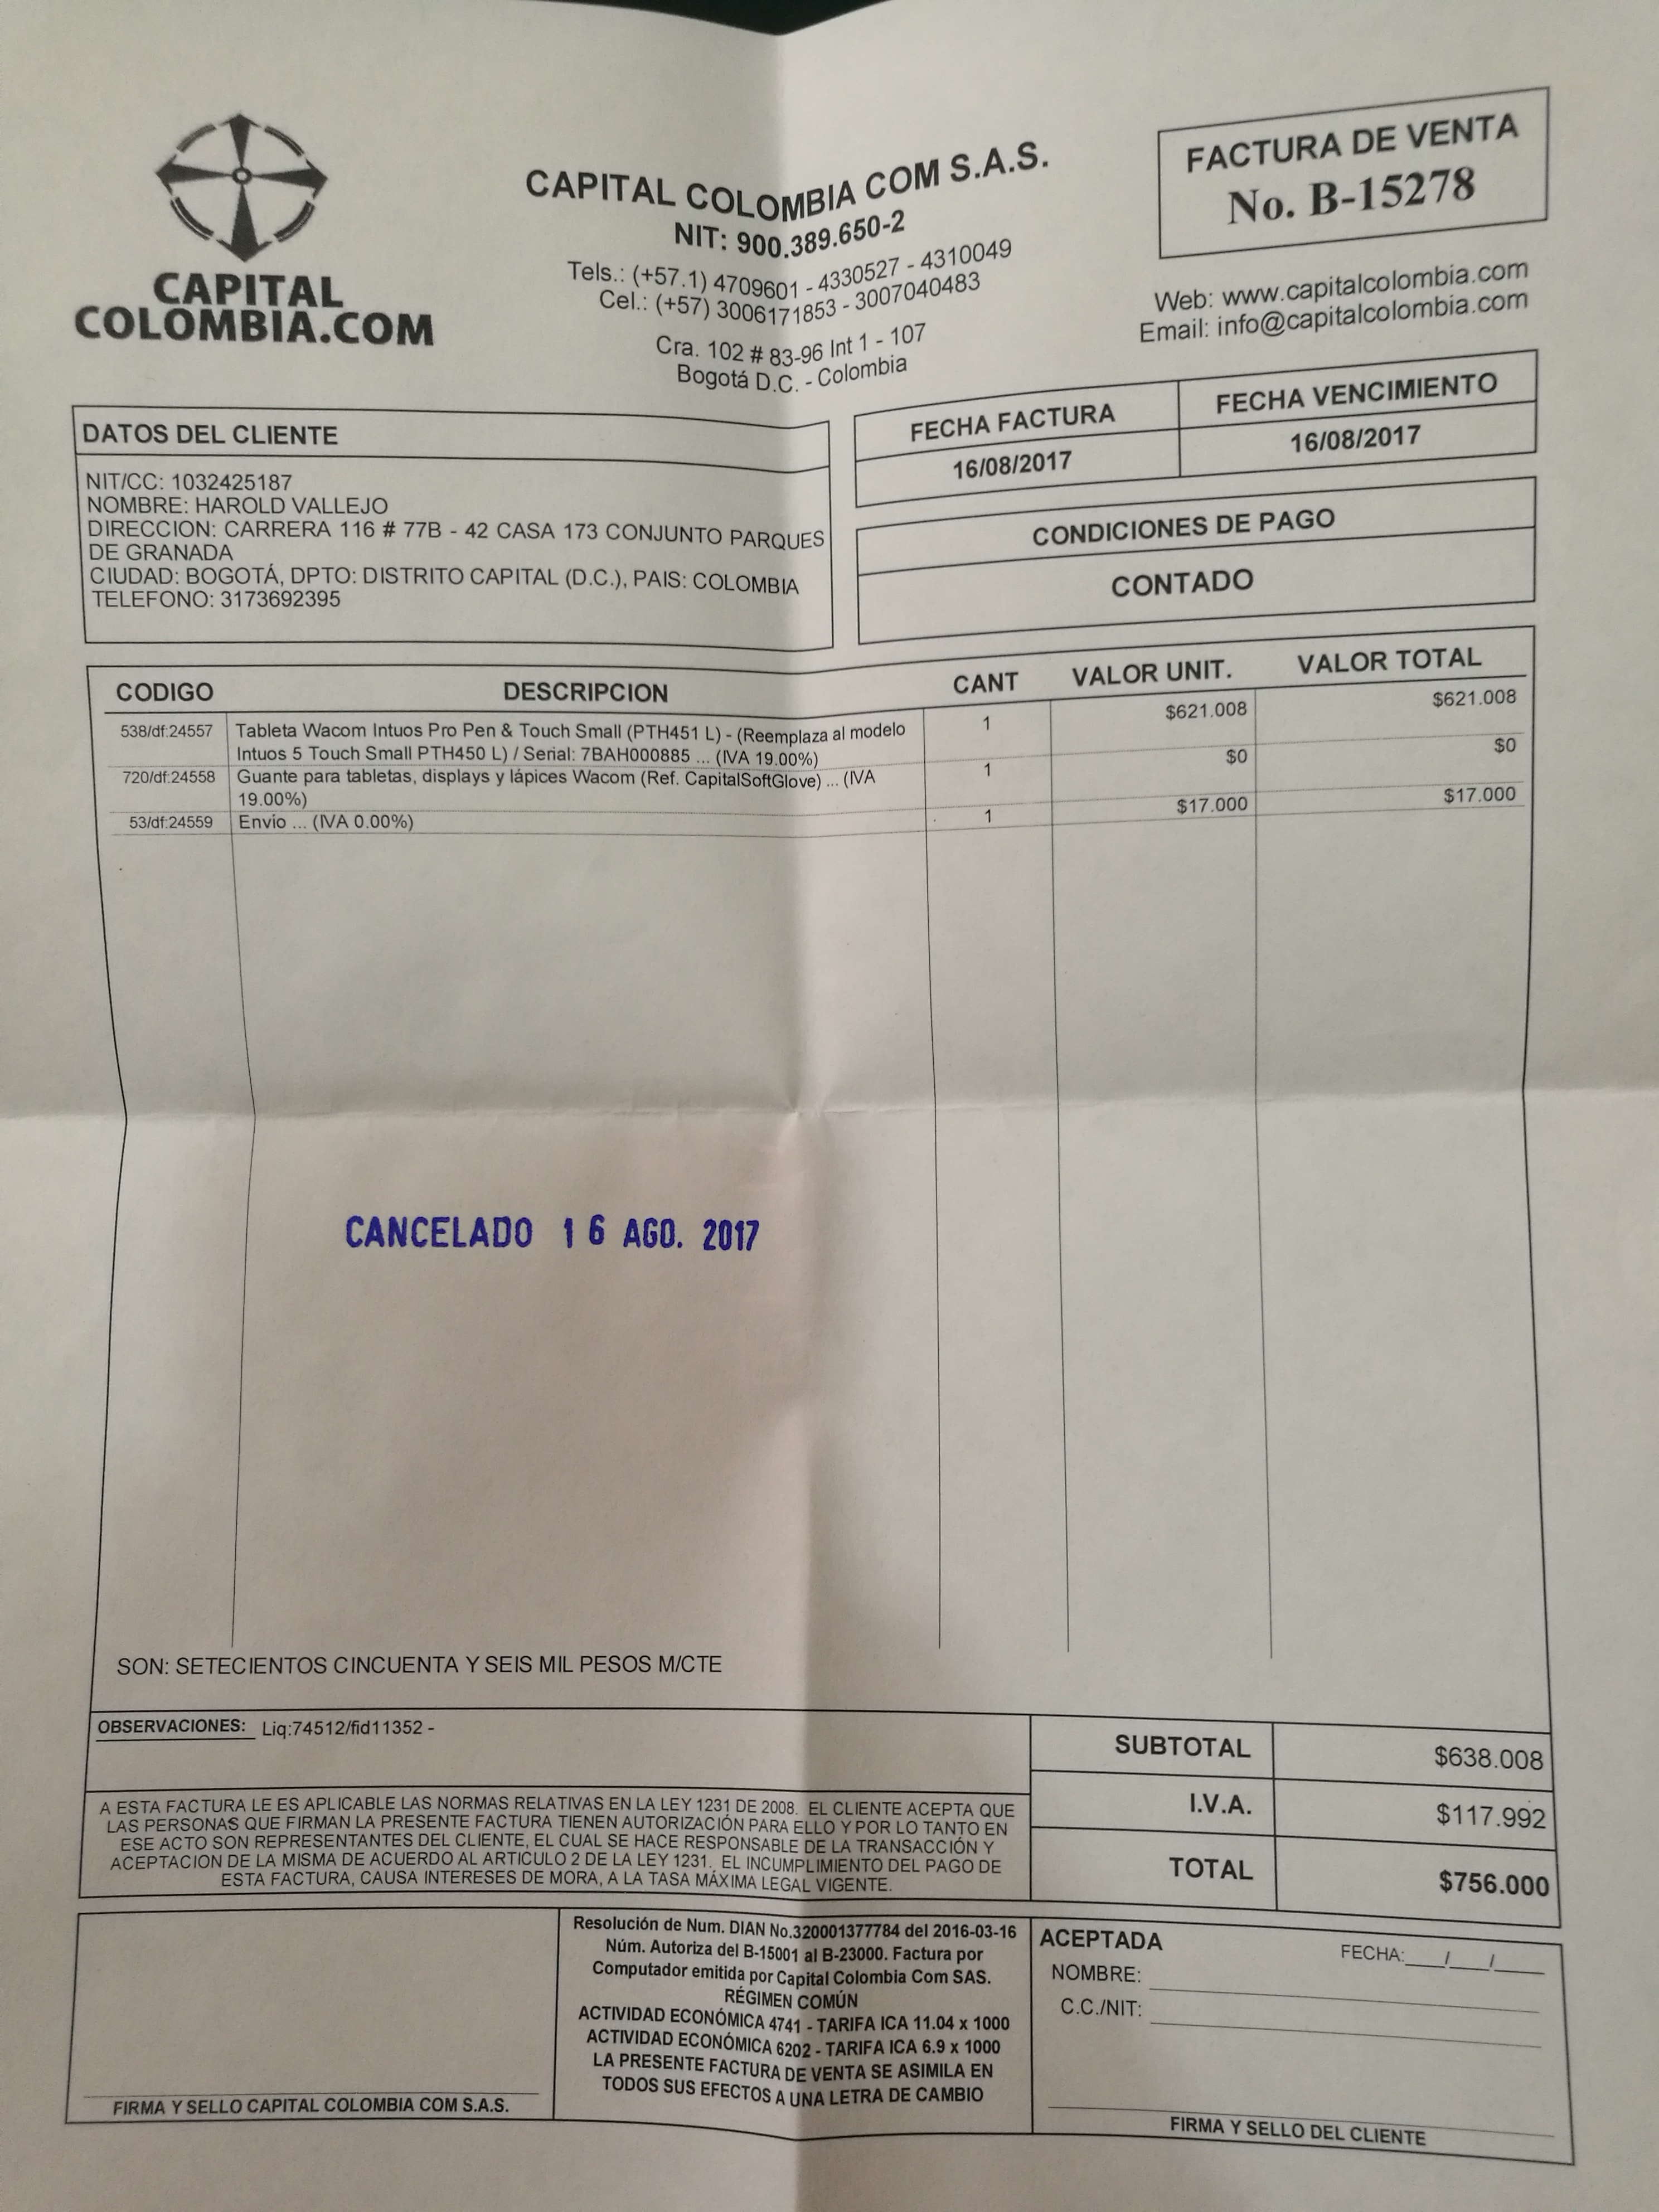 CAPITAL
COLOMBIA.COM
CAPITAL COLOMBIA COM S.A.S.
NIT: 900.389.650-2
Tels.: (+57.1) 4709601 - 4330527 - 4310049
Cel.: (+57) 3006171853 - 3007040483
Cra. 102 # 83-96 Int 1 - 107
Bogotá D.C. - Colombia
FACTURA DE VENTA
No. B-15278
Web: www.capitalcolombia.com
Email: info@capitalcolombia.com
DATOS DEL CLIENTE
NIT/CC: 1032425187
NOMBRE: HAROLD VALLEJO
DIRECCION: CARRERA 116 # 77B - 42 CASA 173 CONJUNTO PARQUES
DE GRANADA
CIUDAD: BOGOTÁ, DPTO: DISTRITO CAPITAL (D.C.), PAIS: COLOMBIA
TELEFONO: 3173692395
FECHA FACTURA FECHA VENCIMIENTO
16/08/2017 16/08/2017
CONDICIONES DE PAGO
CONTADO
CODIGO DESCRIPCION CANT VALOR UNIT. VALOR TOTAL
538/df:24557 Tableta Wacom Intuos Pro Pen & Touch Small (PTH451 L) - (Reemplaza al modelo 1 $621.008 $621.008
Intuos 5 Touch Small PTH450 L) / Serial: 7BAH000885 ... (IVA 19.00%)
720/df:24558 Guante para tabletas, displays y lápices Wacom (Ref. CapitalSoftGlove) ... (IVA 1 $0 $0
19.00%)
53/df:24559 Envio ... (IVA 0.00%) 1 $17.000 $17.000
CANCELADO 16 AGO. 2017
SON: SETECIENTOS CINCUENTA Y SEIS MIL PESOS M/CTE
OBSERVACIONES: Liq:74512/fid11352 -
SUBTOTAL $638.008
I.V.A. $117.992
TOTAL $756.000
A ESTA FACTURA LE ES APLICABLE LAS NORMAS RELATIVAS EN LA LEY 1231 DE 2008. EL CLIENTE ACEPTA QUE
LAS PERSONAS QUE FIRMAN LA PRESENTE FACTURA TIENEN AUTORIZACIÓN PARA ELLO Y POR LO TANTO EN
ESE ACTO SON REPRESENTANTES DEL CLIENTE, EL CUAL SE HACE RESPONSABLE DE LA TRANSACCIÓN Y
ACEPTACION DE LA MISMA DE ACUERDO AL ARTICULO 2 DE LA LEY 1231. EL INCUMPLIMIENTO DEL PAGO DE
ESTA FACTURA, CAUSA INTERESES DE MORA, A LA TASA MÁXIMA LEGAL VIGENTE.
FIRMA Y SELLO CAPITAL COLOMBIA COM S.A.S.
Resolución de Num. DIAN No.320001377784 del 2016-03-16
Núm. Autoriza del B-15001 al B-23000. Factura por
Computador emitida por Capital Colombia Com SAS.
RÉGIMEN COMÚN
ACTIVIDAD ECONÓMICA 4741 - TARIFA ICA 11.04 x 1000
ACTIVIDAD ECONÓMICA 6202 - TARIFA ICA 6.9 x 1000
LA PRESENTE FACTURA DE VENTA SE ASIMILA EN
TODOS SUS EFECTOS A UNA LETRA DE CAMBIO
ACEPTADA FECHA:___/___/____
NOMBRE:
C.C./NIT:
FIRMA Y SELLO DEL CLIENTE